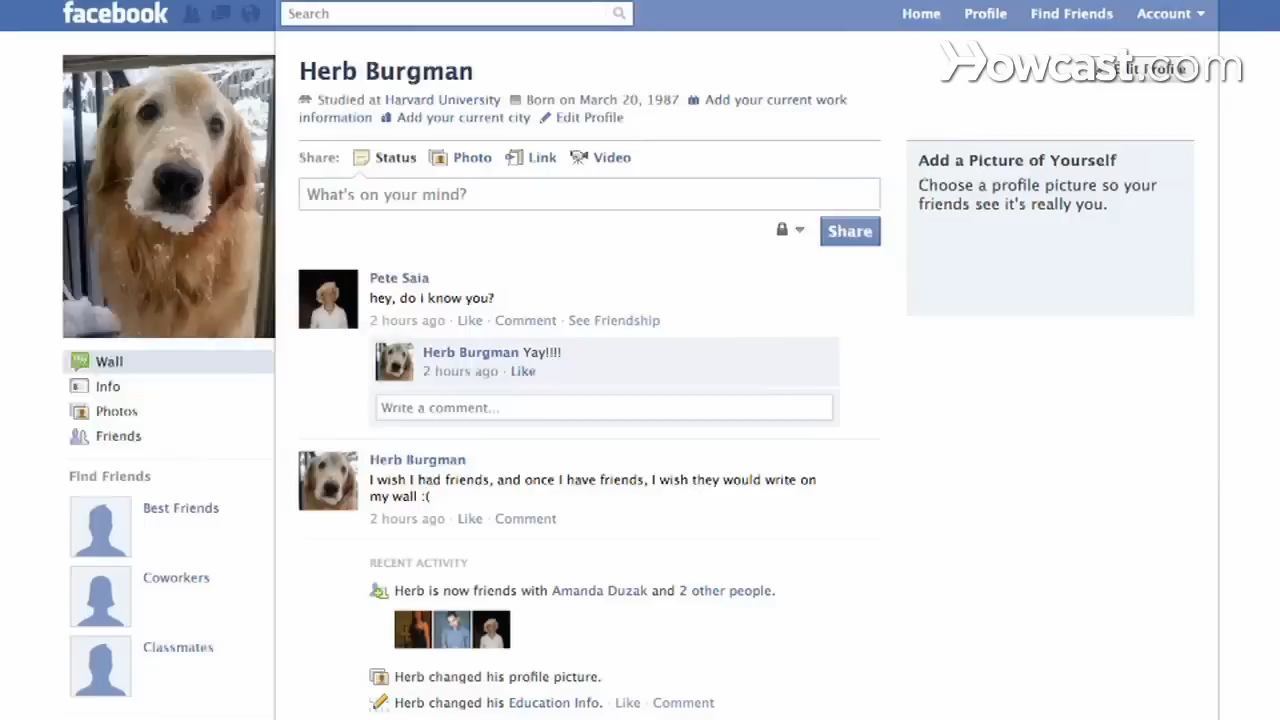 facebook
Search
Home Profile Find Friends Account
Howcast.com
Herb Burgman
Studied at Harvard University Born on March 20, 1987 Add your current work
information Add your current city Edit Profile
Share: Status Photo Link Video
What's on your mind?
Share
Add a Picture of Yourself
Choose a profile picture so your
friends see it's really you.
Pete Saia
hey, do i know you?
2 hours ago · Like · Comment · See Friendship
Herb Burgman Yay!!!!
2 hours ago · Like
Write a comment...
Wall
Info
Photos
Friends
Find Friends
Best Friends
Coworkers
Classmates
Herb Burgman
I wish I had friends, and once I have friends, I wish they would write on
my wall :(
2 hours ago · Like · Comment
RECENT ACTIVITY
Herb is now friends with Amanda Duzak and 2 other people.
Herb changed his profile picture.
Herb changed his Education Info. · Like · Comment